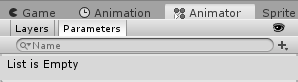 Game Animation Animator Sprite
Layers Parameters
Name
List is Empty